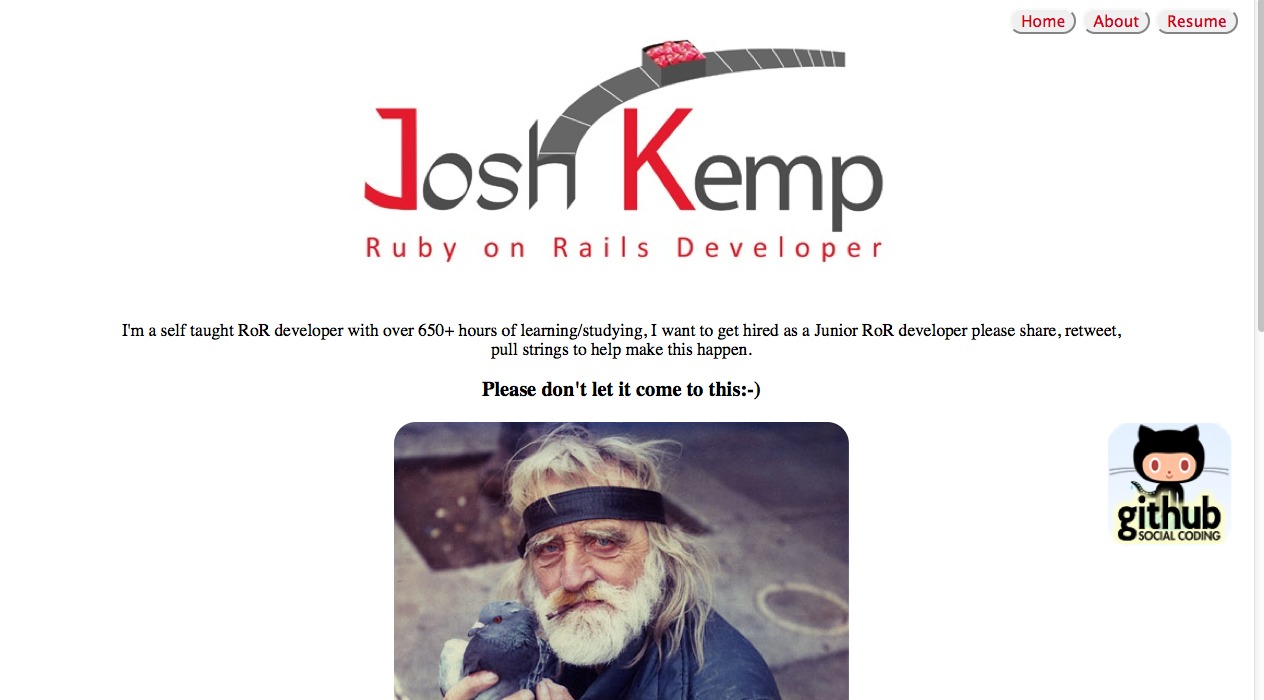 Home About Resume
Josh Kemp
Ruby on Rails Developer
I'm a self taught RoR developer with over 650+ hours of learning/studying, I want to get hired as a Junior RoR developer please share, retweet,
pull strings to help make this happen.
Please don't let it come to this:-)
github
SOCIAL CODING